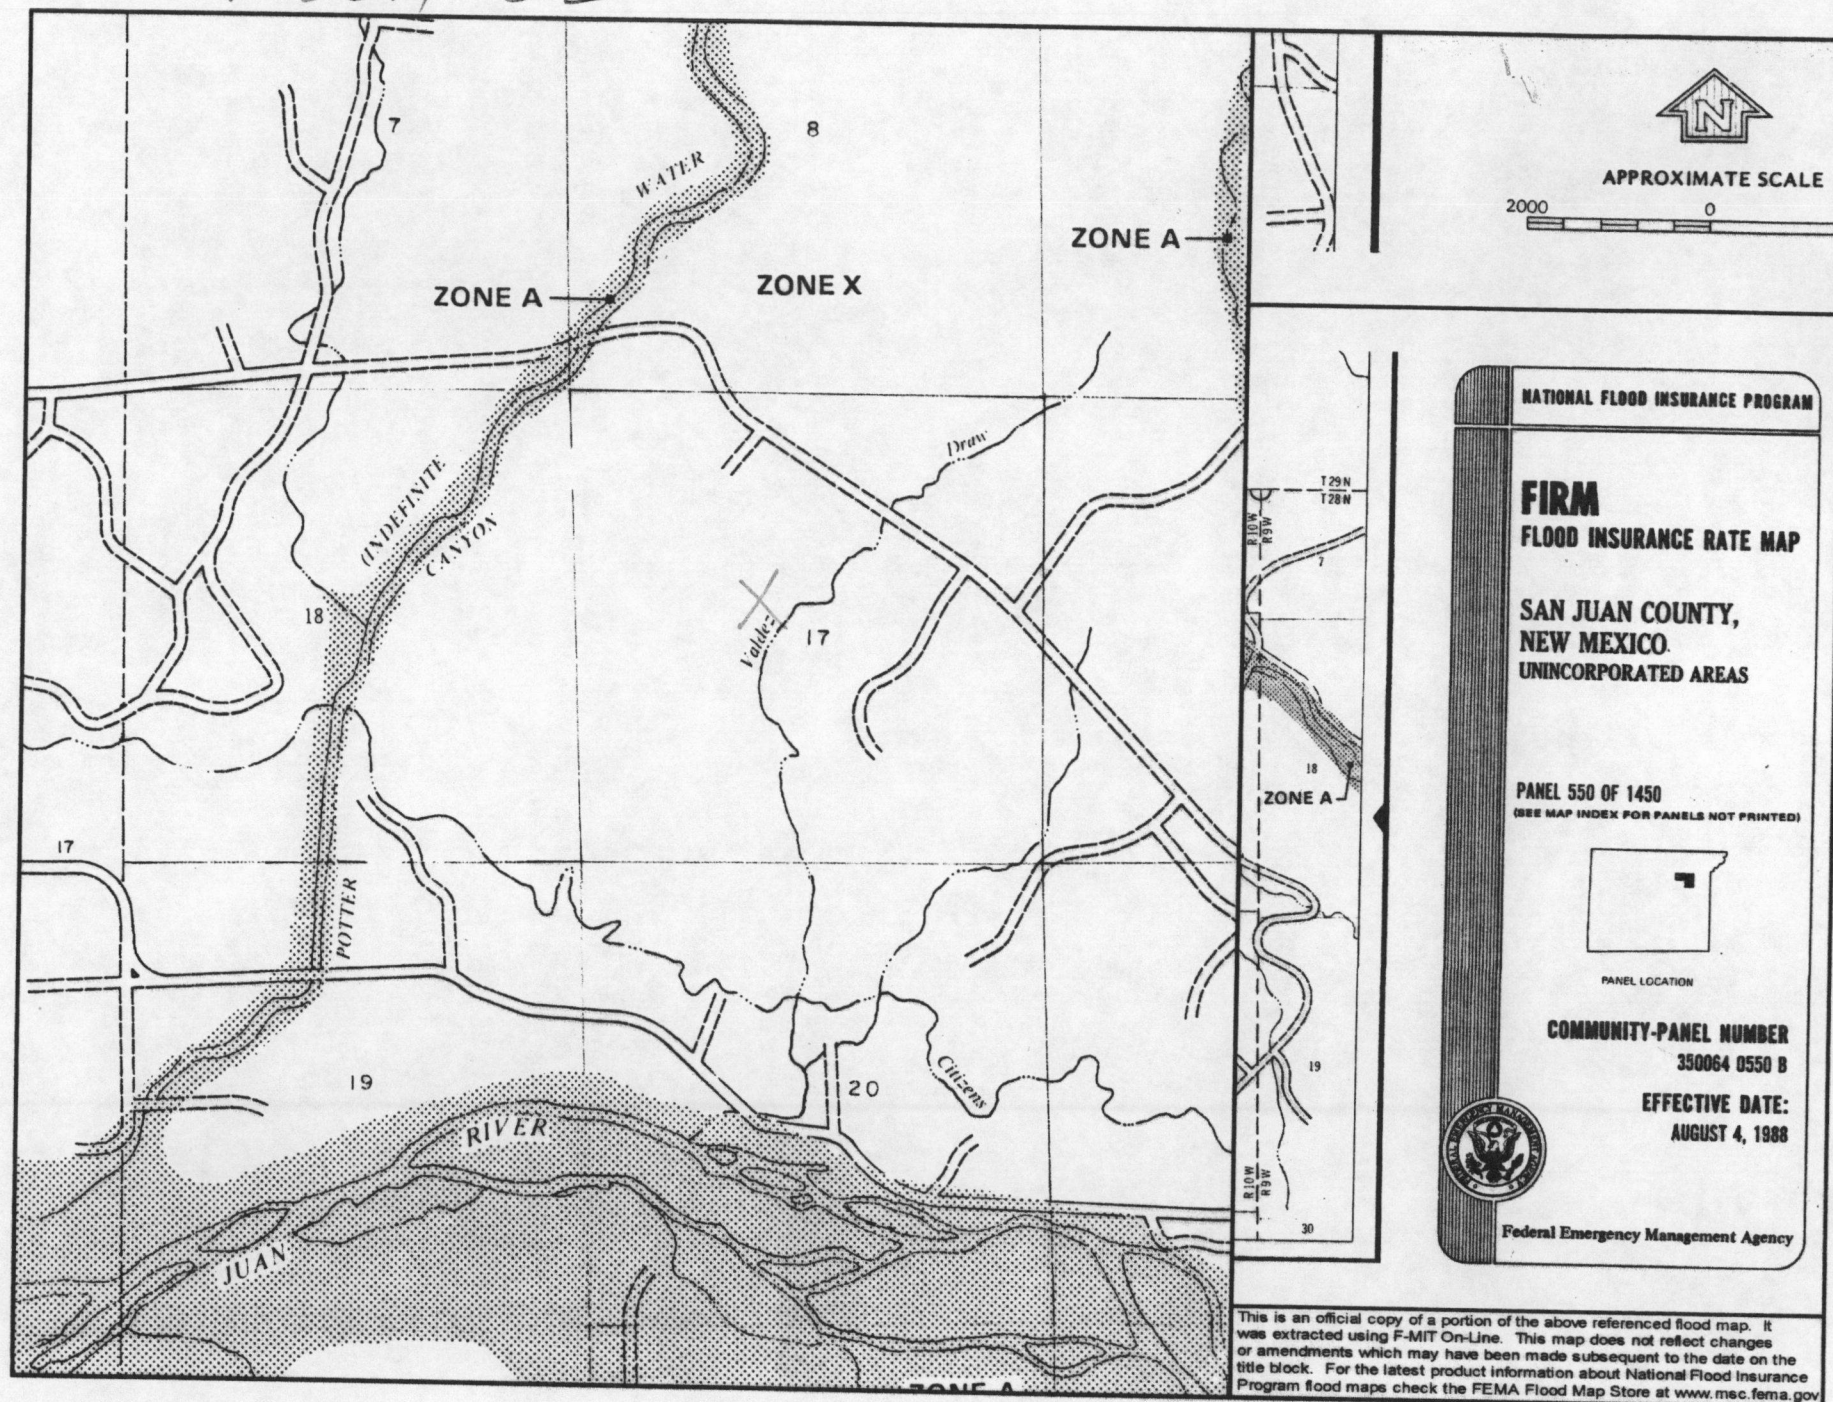 7
8
WATER
ZONE A
ZONE X
ZONE A
Draw
(INDEFINITE
CANYON
18
Valdez
17
17
POTTER
19
20
Citizens
RIVER
JUAN
ZONE A
T29N
T28N
R10W
R9W
7
18
ZONE A
19
R10W
R9W
30
N
APPROXIMATE SCALE
2000 0
NATIONAL FLOOD INSURANCE PROGRAM
FIRM
FLOOD INSURANCE RATE MAP
SAN JUAN COUNTY,
NEW MEXICO
UNINCORPORATED AREAS
PANEL 550 OF 1450
(SEE MAP INDEX FOR PANELS NOT PRINTED)
PANEL LOCATION
COMMUNITY-PANEL NUMBER
350064 0550 B
EFFECTIVE DATE:
AUGUST 4, 1988
FEDERAL EMERGENCY MANAGEMENT AGENCY
Federal Emergency Management Agency
This is an official copy of a portion of the above referenced flood map. It
was extracted using F-MIT On-Line. This map does not reflect changes
or amendments which may have been made subsequent to the date on the
title block. For the latest product information about National Flood Insurance
Program flood maps check the FEMA Flood Map Store at www.msc.fema.gov